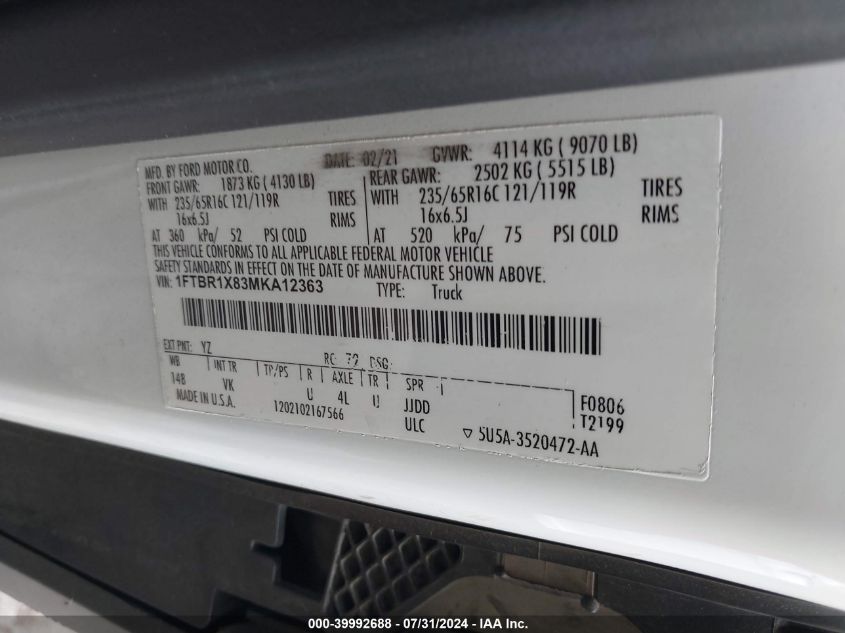 MFD. BY FORD MOTOR CO. DATE: 02/21 GVWR: 4114 KG ( 9070 LB)
FRONT GAWR: 1873 KG ( 4130 LB) REAR GAWR: 2502 KG ( 5515 LB)
WITH 235/65R16C 121/119R TIRES WITH 235/65R16C 121/119R TIRES
16x6.5J RIMS 16x6.5J RIMS
AT 360 kPa/ 52 PSI COLD AT 520 kPa/ 75 PSI COLD
THIS VEHICLE CONFORMS TO ALL APPLICABLE FEDERAL MOTOR VEHICLE
SAFETY STANDARDS IN EFFECT ON THE DATE OF MANUFACTURE SHOWN ABOVE.
VIN: 1FTBR1X83MKA12363 TYPE: Truck
EXT PNT: YZ RC: 72 DSO:
WB INT TR TP/PS R AXLE TR SPR
148 VK U 4L U JJDD F0806
MADE IN U.S.A. 1202102167566 ULC T2199
▽ 5U5A-3520472-AA
000-39992688 - 07/31/2024 - COPYRIGHT IAA, INC.